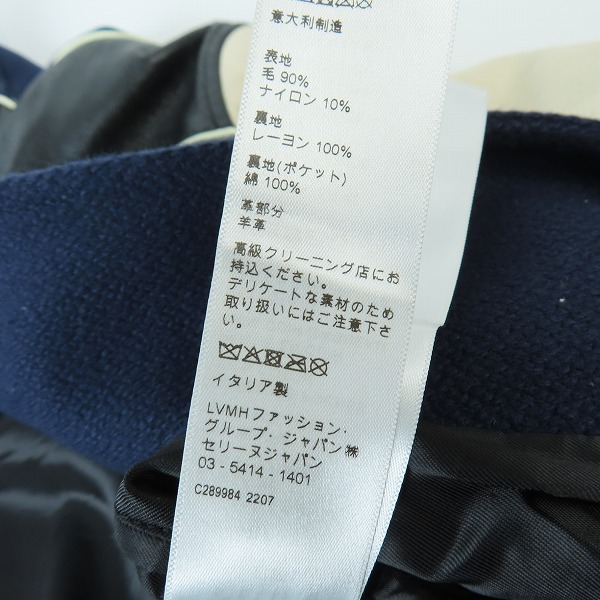 意大利制造
表地
毛 90%
ナイロン 10%
裏地
レーヨン 100%
裏地(ポケット)
綿 100%
革部分
羊革
高級クリーニング店にお
持込ください。
デリケートな素材のため
取り扱いにはご注意下さ
い。
イタリア製
LVMHファッション・
グループ・ジャパン㈱
セリーヌジャパン
03 - 5414 - 1401
C289984 2207